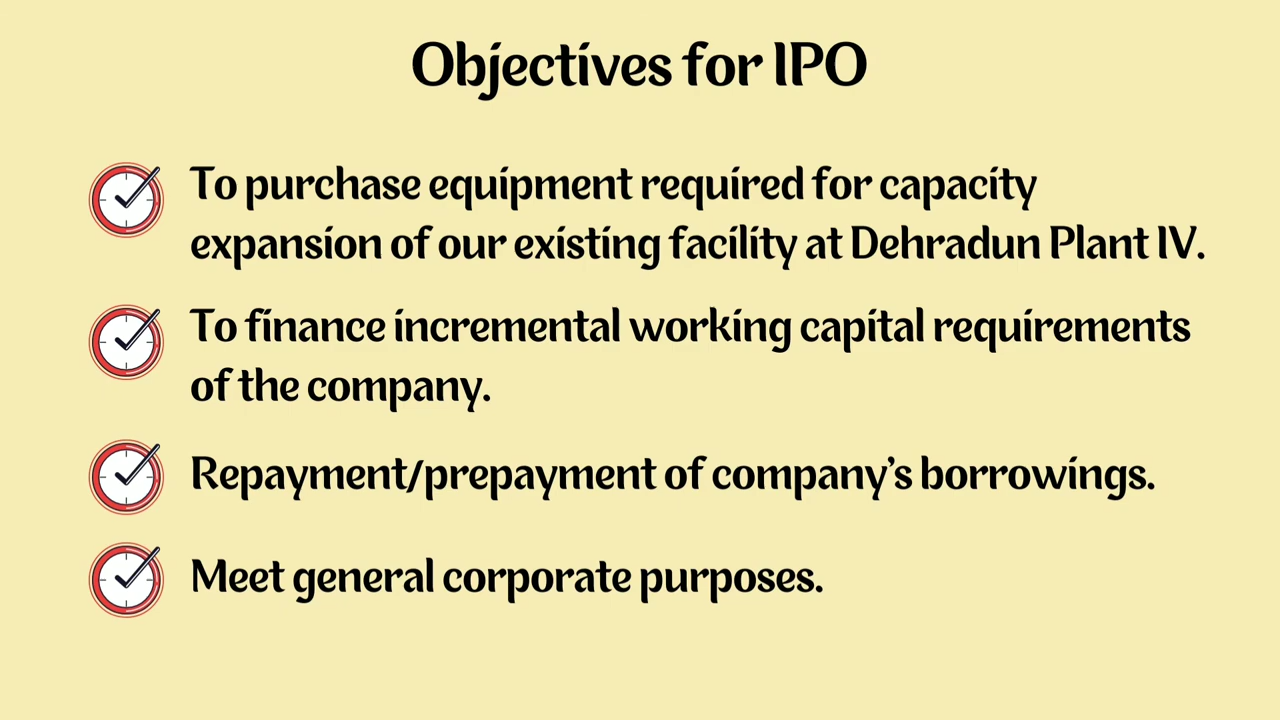 Objectives for IPO
To purchase equipment required for capacity
expansion of our existing facility at Dehradun Plant IV.
To finance incremental working capital requirements
of the company.
Repayment/prepayment of company’s borrowings.
Meet general corporate purposes.